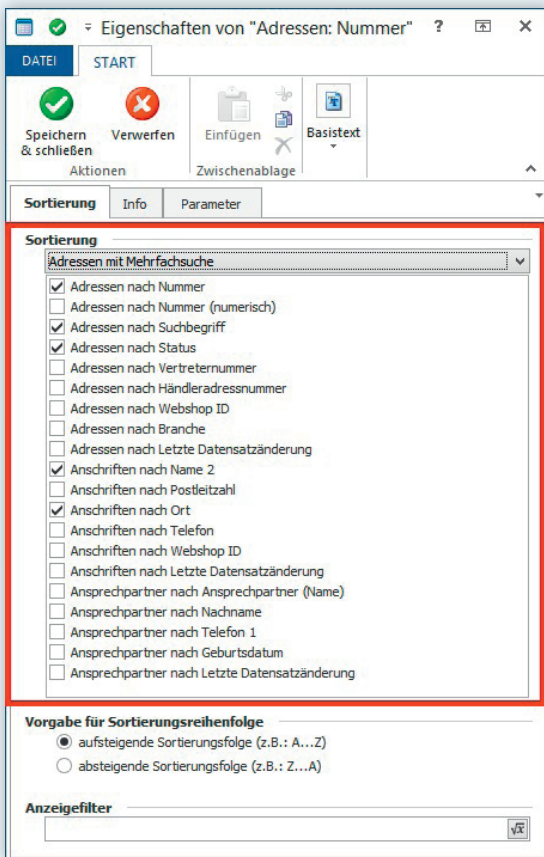 Eigenschaften von "Adressen: Nummer" ?
DATEI START
Speichern & schließen
Verwerfen
Einfügen
Basistext
Aktionen Zwischenablage
Sortierung Info Parameter
Sortierung
Adressen mit Mehrfachsuche
Adressen nach Nummer
Adressen nach Nummer (numerisch)
Adressen nach Suchbegriff
Adressen nach Status
Adressen nach Vertreternummer
Adressen nach Händleradressnummer
Adressen nach Webshop ID
Adressen nach Branche
Adressen nach Letzte Datensatzänderung
Anschriften nach Name 2
Anschriften nach Postleitzahl
Anschriften nach Ort
Anschriften nach Telefon
Anschriften nach Webshop ID
Anschriften nach Letzte Datensatzänderung
Ansprechpartner nach Ansprechpartner (Name)
Ansprechpartner nach Nachname
Ansprechpartner nach Telefon 1
Ansprechpartner nach Geburtsdatum
Ansprechpartner nach Letzte Datensatzänderung
Vorgabe für Sortierungsreihenfolge
aufsteigende Sortierungsfolge (z.B.: A...Z)
absteigende Sortierungsfolge (z.B.: Z...A)
Anzeigefilter